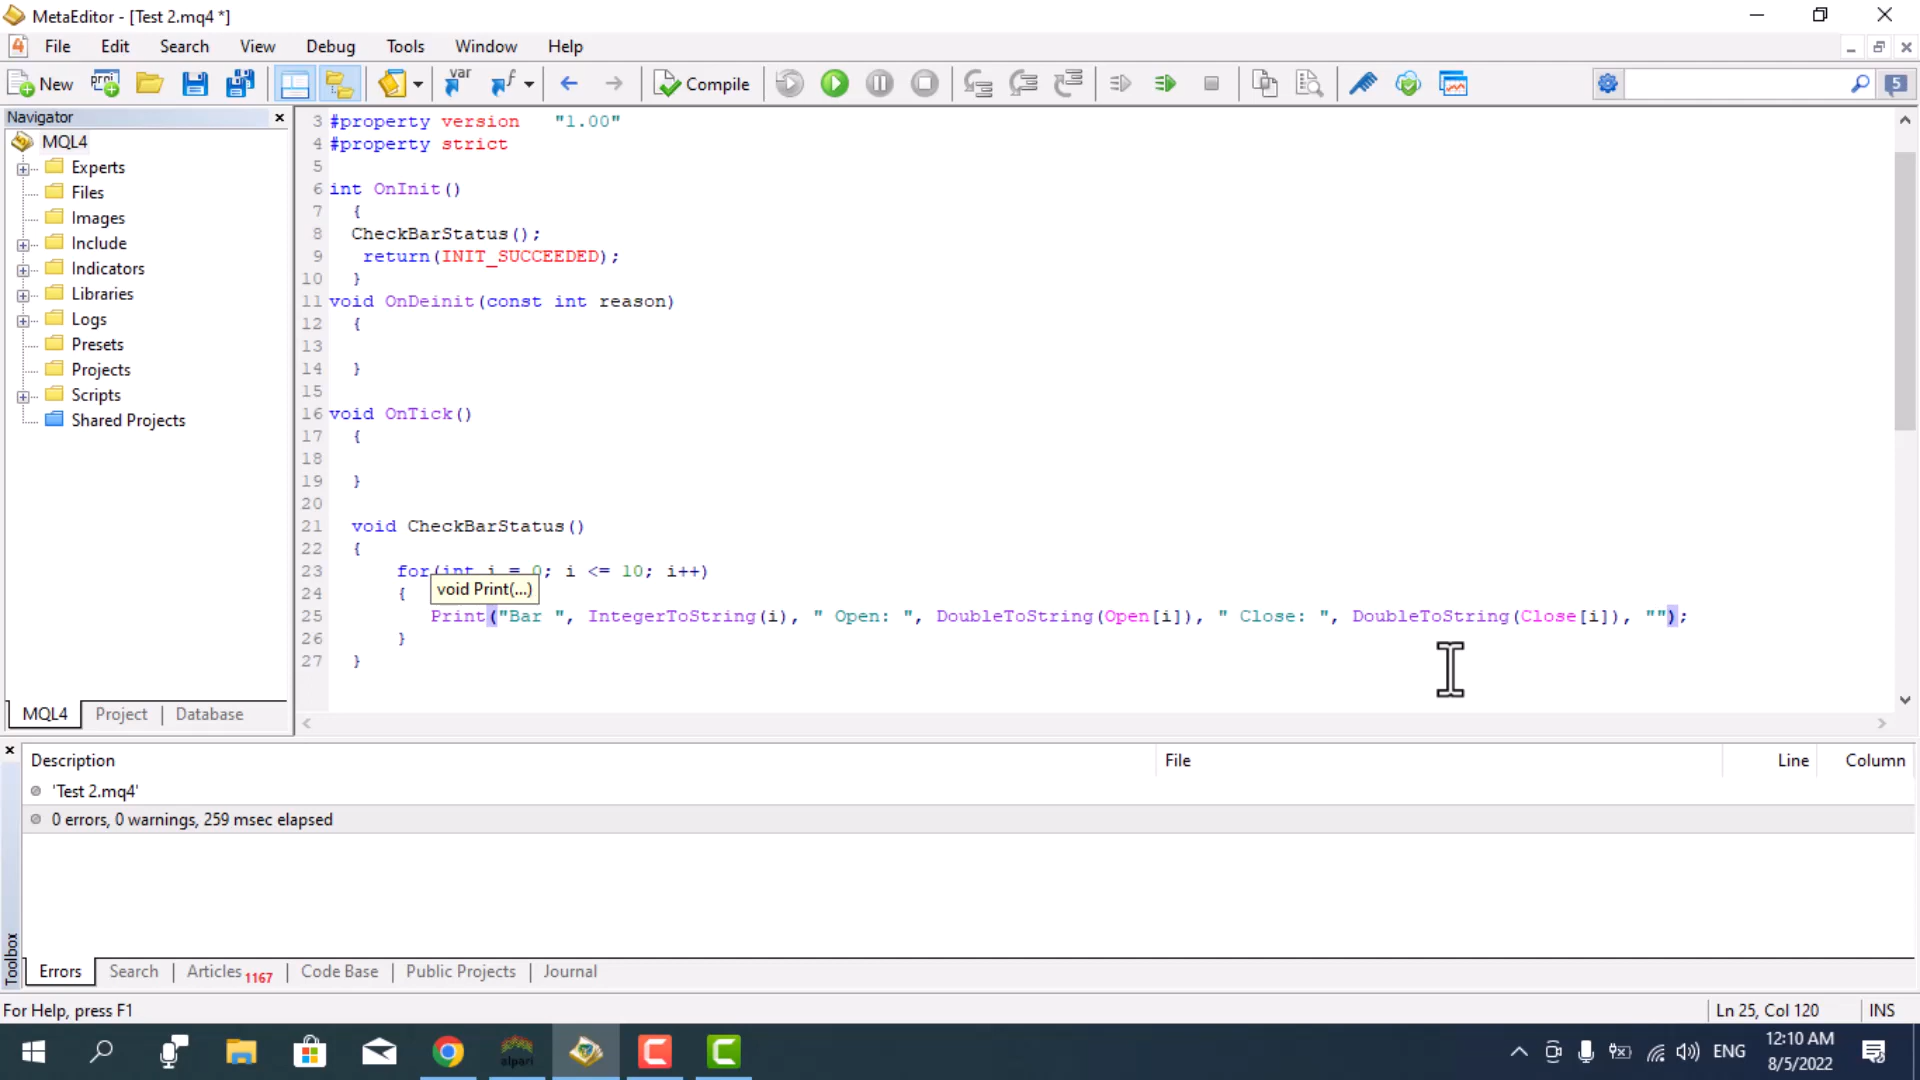 MetaEditor - [Test 2.mq4 *]
File Edit Search View Debug Tools Window Help
New var f Compile 5
Navigator
MQL4
Experts
Files
Images
Include
Indicators
Libraries
Logs
Presets
Projects
Scripts
Shared Projects
MQL4 Project Database
3 #property version "1.00"
4 #property strict
5
6 int OnInit()
7 {
8 CheckBarStatus();
9 return(INIT_SUCCEEDED);
10 }
11 void OnDeinit(const int reason)
12 {
13
14 }
15
16 void OnTick()
17 {
18
19 }
20
21 void CheckBarStatus()
22 {
23 for(int i = 0; i <= 10; i++)
void Print(...)
24 {
25 Print("Bar ", IntegerToString(i), " Open: ", DoubleToString(Open[i]), " Close: ", DoubleToString(Close[i]), "");
26 }
27 }
Description File Line Column
'Test 2.mq4'
0 errors, 0 warnings, 259 msec elapsed
Toolbox
Errors Search Articles 1167 Code Base Public Projects Journal
For Help, press F1 Ln 25, Col 120 INS
alpari
ENG
12:10 AM
8/5/2022